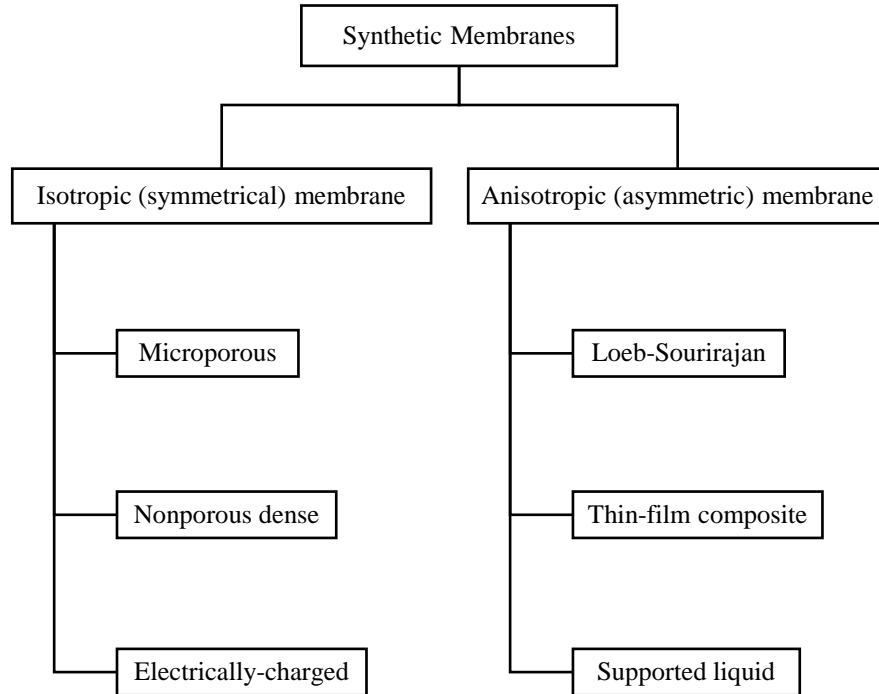 Synthetic Membranes
Isotropic (symmetrical) membrane
Anisotropic (asymmetric) membrane
Microporous
Loeb-Sourirajan
Nonporous dense
Thin-film composite
Electrically-charged
Supported liquid